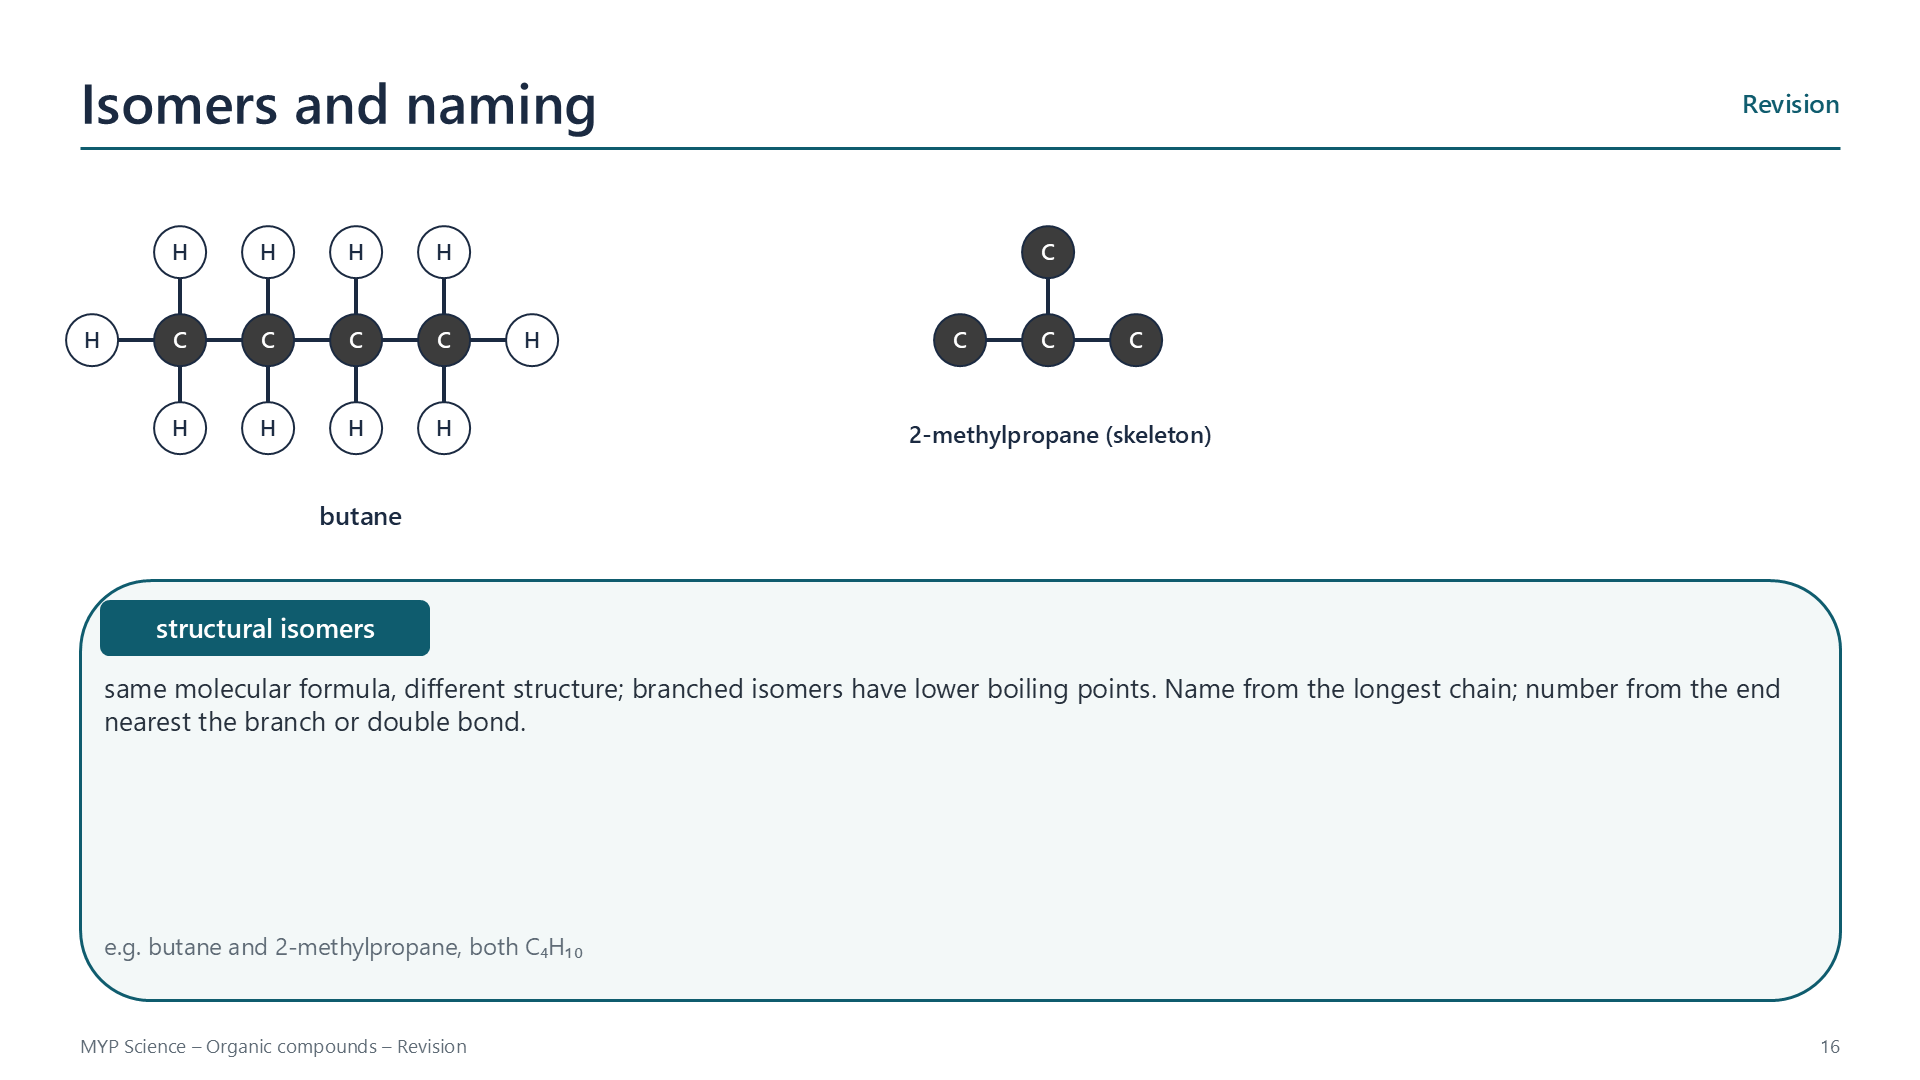 Isomers and naming
Revision
H H H H
H C C C C H
H H H H
butane
C
C C C
2-methylpropane (skeleton)
structural isomers
same molecular formula, different structure; branched isomers have lower boiling points. Name from the longest chain; number from the end
nearest the branch or double bond.
e.g. butane and 2-methylpropane, both C₄H₁₀
MYP Science – Organic compounds – Revision
16